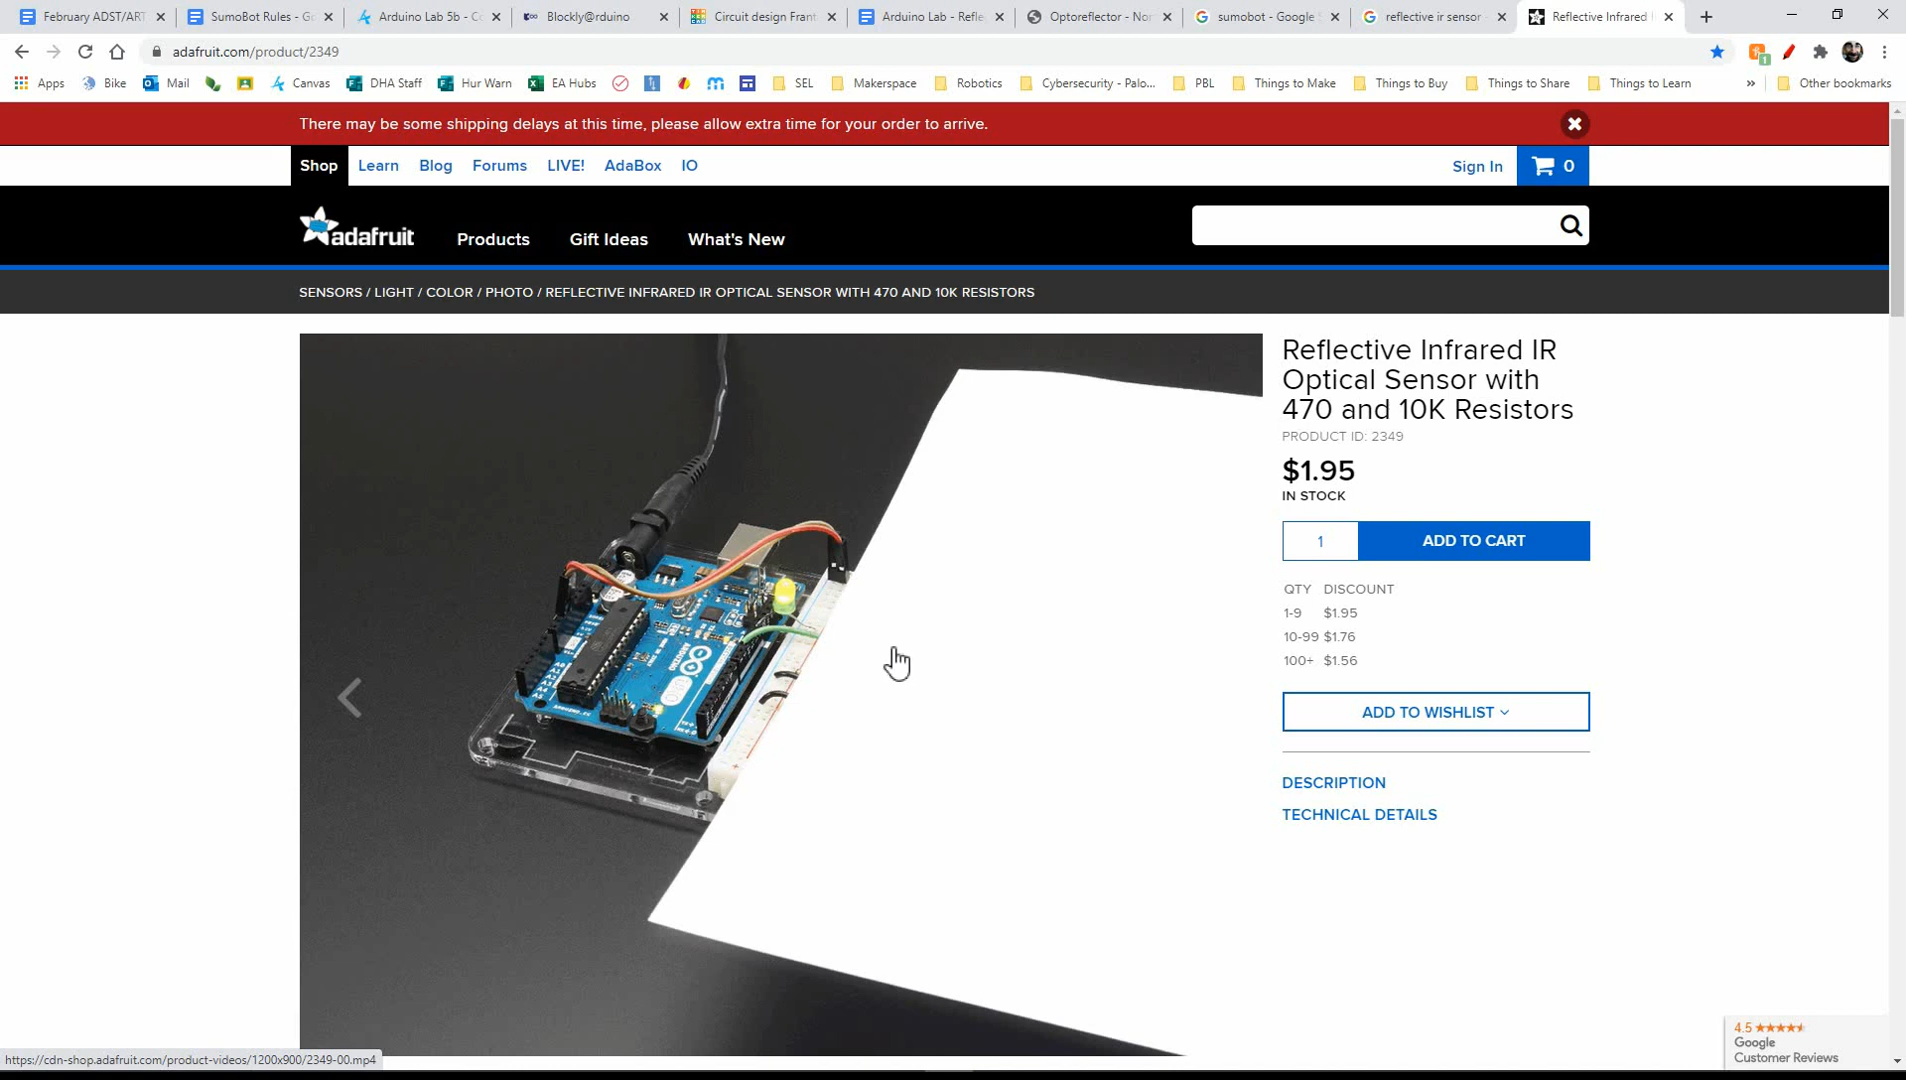 February ADST/ART
SumoBot Rules - G
Arduino Lab 5b - C
Blockly@rduino
Circuit design Frant
Arduino Lab - Refle
Optoreflector - Nor
sumobot - Google S
reflective ir sensor
Reflective Infrared I
adafruit.com/product/2349
1
Apps
Bike
Mail
Canvas
DHA Staff
Hur Warn
EA Hubs
SEL
Makerspace
Robotics
Cybersecurity - Palo...
PBL
Things to Make
Things to Buy
Things to Share
Things to Learn
»
Other bookmarks
There may be some shipping delays at this time, please allow extra time for your order to arrive.
Shop
Learn
Blog
Forums
LIVE!
AdaBox
IO
Sign In
0
adafruit
Products
Gift Ideas
What's New
SENSORS / LIGHT / COLOR / PHOTO / REFLECTIVE INFRARED IR OPTICAL SENSOR WITH 470 AND 10K RESISTORS
Reflective Infrared IR
Optical Sensor with
470 and 10K Resistors
PRODUCT ID: 2349
$1.95
IN STOCK
1
ADD TO CART
QTY DISCOUNT
1-9 $1.95
10-99 $1.76
100+ $1.56
ADD TO WISHLIST
DESCRIPTION
TECHNICAL DETAILS
ARDUINO
UNO
4.5
Google
Customer Reviews
https://cdn-shop.adafruit.com/product-videos/1200x900/2349-00.mp4